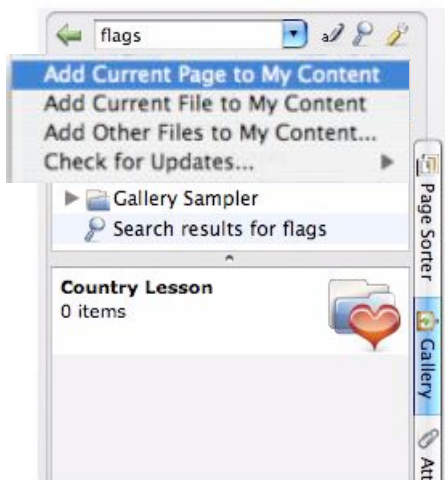 flags
Add Current Page to My Content
Add Current File to My Content
Add Other Files to My Content...
Check for Updates...
Gallery Sampler
Search results for flags
Country Lesson
0 items
Page Sorter
Gallery
Att